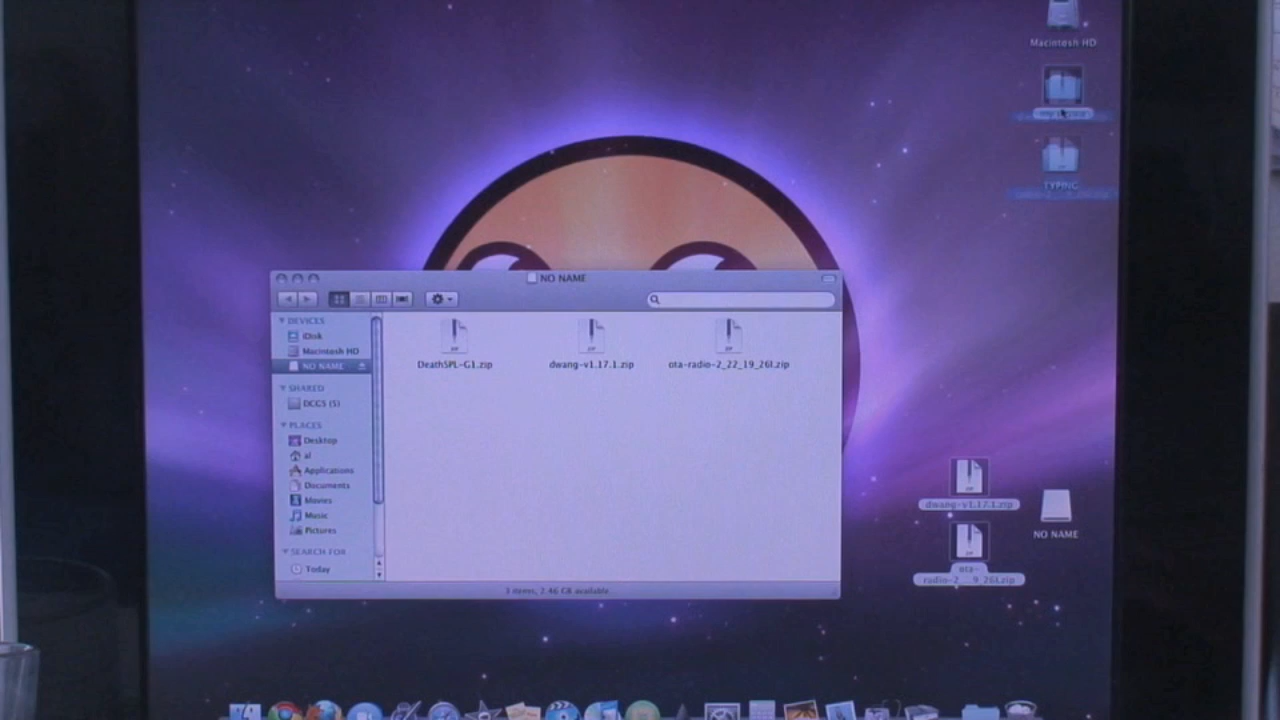 Macintosh HD
TYPING
NO NAME
DEVICES
iDisk
Macintosh HD
NO NAME
SHARED
DCGS (5)
PLACES
Desktop
al
Applications
Documents
Movies
Music
Pictures
SEARCH FOR
Today
DeathSPL-G1.zip
dwang-v1.17.1.zip
ota-radio-2_22_19_26I.zip
3 items, 2.46 GB available
dwang-v1.17.1.zip
ota-
radio-2_...9_26I.zip
NO NAME